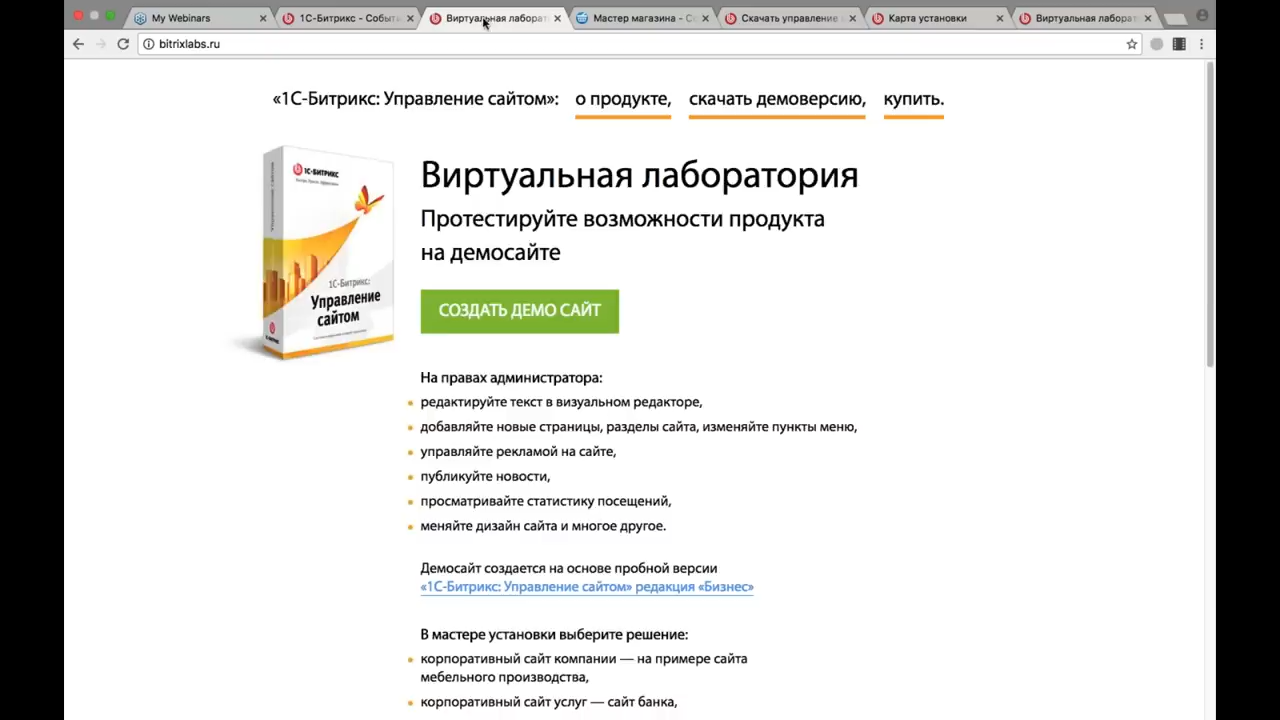 My Webinars
1С-Битрикс - Событи
Виртуальная лаборат
Мастер магазина - С
Скачать управление
Карта установки
Виртуальная лаборат
bitrixlabs.ru
«1С-Битрикс: Управление сайтом»: о продукте, скачать демоверсию, купить.
1С-БИТРИКС
1С-Битрикс:
Управление
сайтом
Виртуальная лаборатория
Протестируйте возможности продукта
на демосайте
СОЗДАТЬ ДЕМО САЙТ
На правах администратора:
редактируйте текст в визуальном редакторе,
добавляйте новые страницы, разделы сайта, изменяйте пункты меню,
управляйте рекламой на сайте,
публикуйте новости,
просматривайте статистику посещений,
меняйте дизайн сайта и многое другое.
Демосайт создается на основе пробной версии
«1С-Битрикс: Управление сайтом» редакция «Бизнес»
В мастере установки выберите решение:
корпоративный сайт компании — на примере сайта
мебельного производства,
корпоративный сайт услуг — сайт банка,